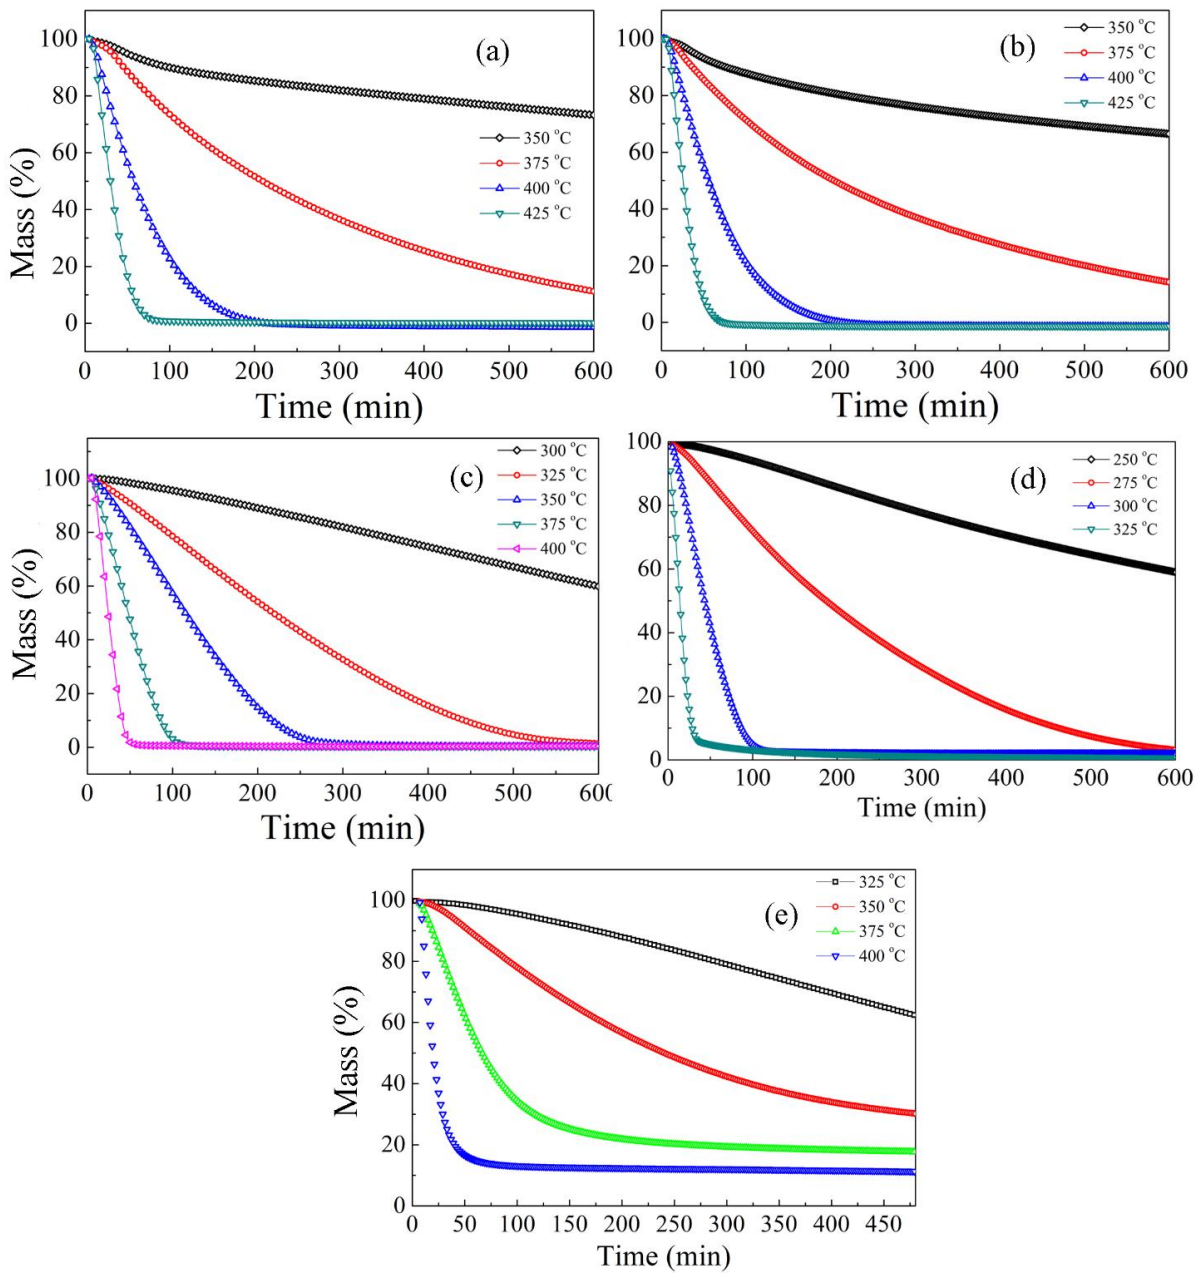 (a)
350 °C
375 °C
400 °C
425 °C
100
80
60
40
20
0
0 100 200 300 400 500 600
Mass (%)
Time (min)
(b)
350 °C
375 °C
400 °C
425 °C
100
80
60
40
20
0
0 100 200 300 400 500 600
Time (min)
(c)
300 °C
325 °C
350 °C
375 °C
400 °C
100
80
60
40
20
0
0 100 200 300 400 500 600
Mass (%)
Time (min)
(d)
250 °C
275 °C
300 °C
325 °C
100
80
60
40
20
0
0 100 200 300 400 500 600
Time (min)
(e)
325 °C
350 °C
375 °C
400 °C
100
80
60
40
20
0
0 50 100 150 200 250 300 350 400 450
Mass (%)
Time (min)